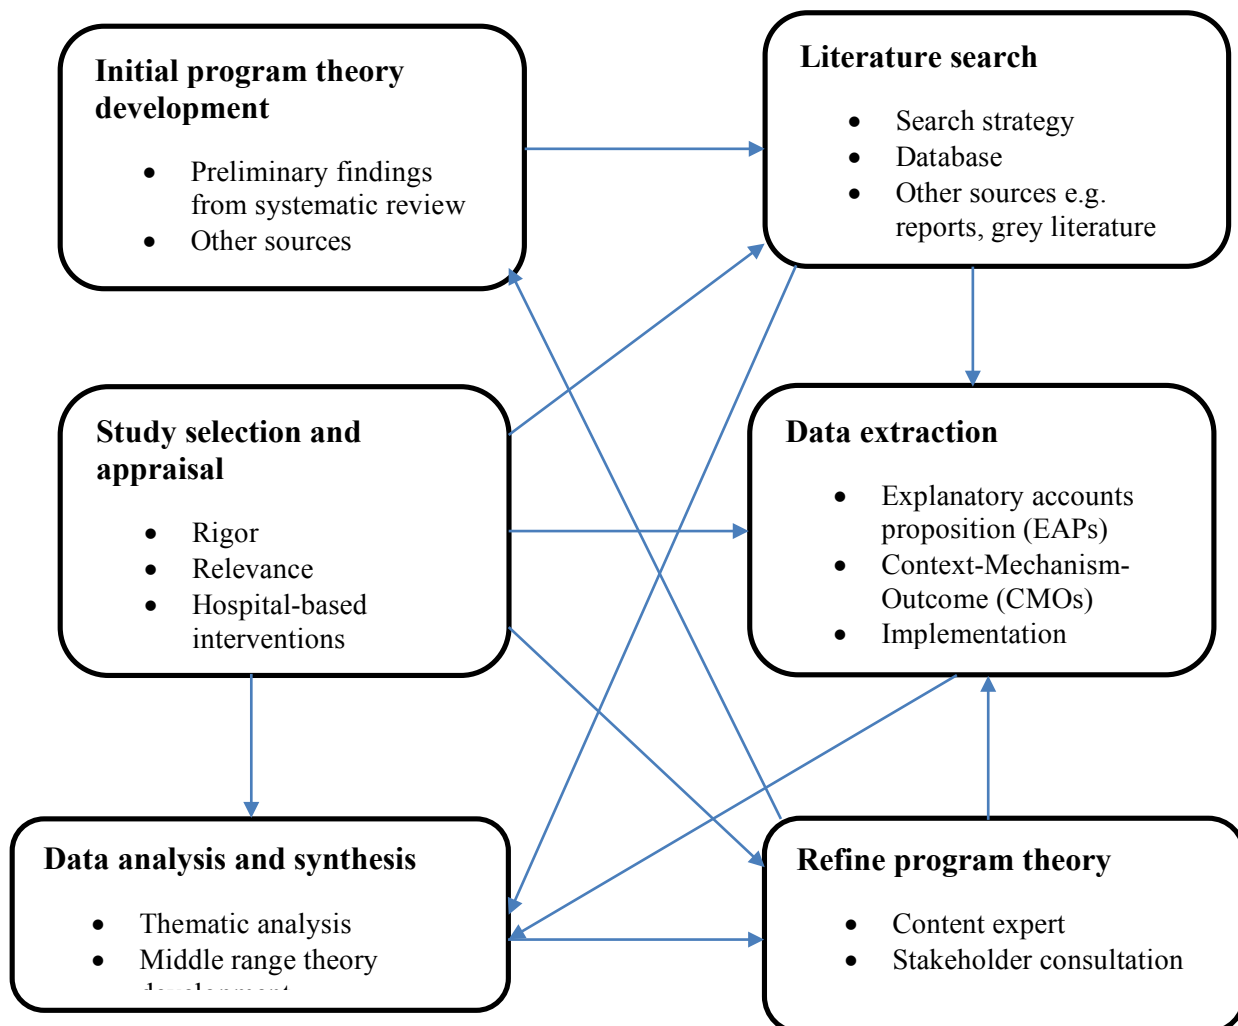 Initial program theory
development
• Preliminary findings
from systematic review
• Other sources
Literature search
• Search strategy
• Database
• Other sources e.g.
reports, grey literature
Study selection and
appraisal
• Rigor
• Relevance
• Hospital-based
interventions
Data extraction
• Explanatory accounts
proposition (EAPs)
• Context-Mechanism-
Outcome (CMOs)
• Implementation
Data analysis and synthesis
• Thematic analysis
• Middle range theory
Refine program theory
• Content expert
• Stakeholder consultation